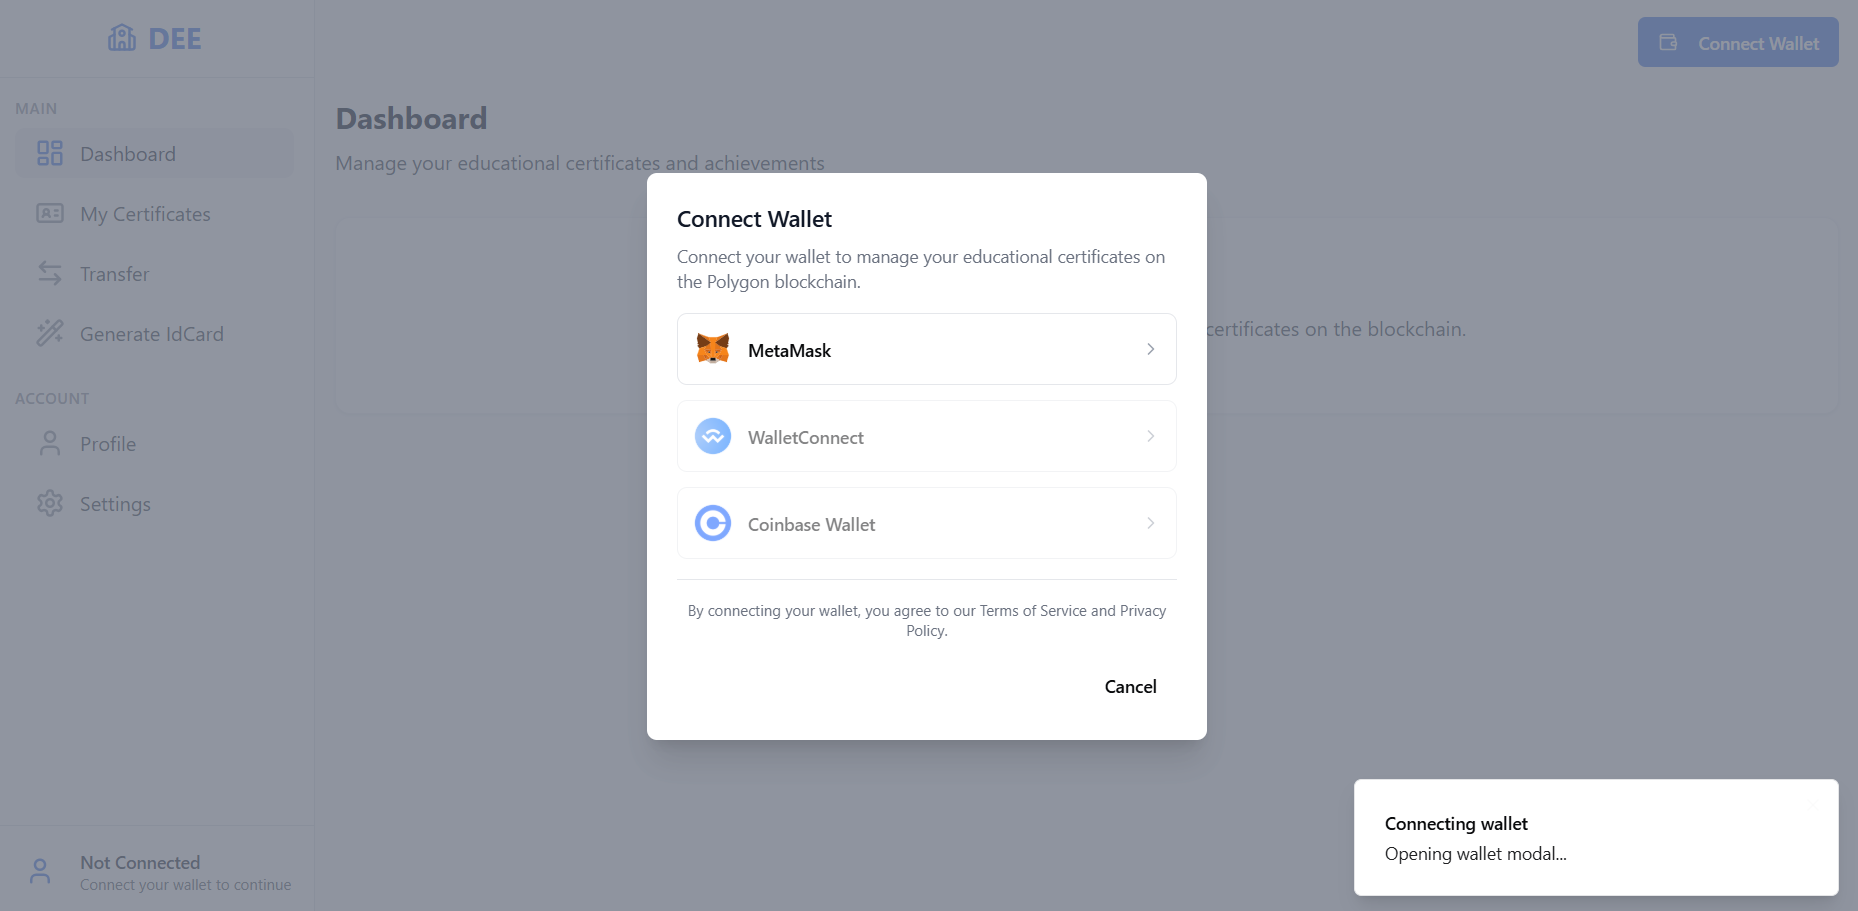 DEE
Connect Wallet
MAIN
Dashboard
My Certificates
Transfer
Generate IdCard
ACCOUNT
Profile
Settings
Not Connected
Connect your wallet to continue
Dashboard
Manage your educational certificates and achievements
certificates on the blockchain.
Connect Wallet
Connect your wallet to manage your educational certificates on
the Polygon blockchain.
MetaMask
WalletConnect
Coinbase Wallet
By connecting your wallet, you agree to our Terms of Service and Privacy
Policy.
Cancel
Connecting wallet
Opening wallet modal...